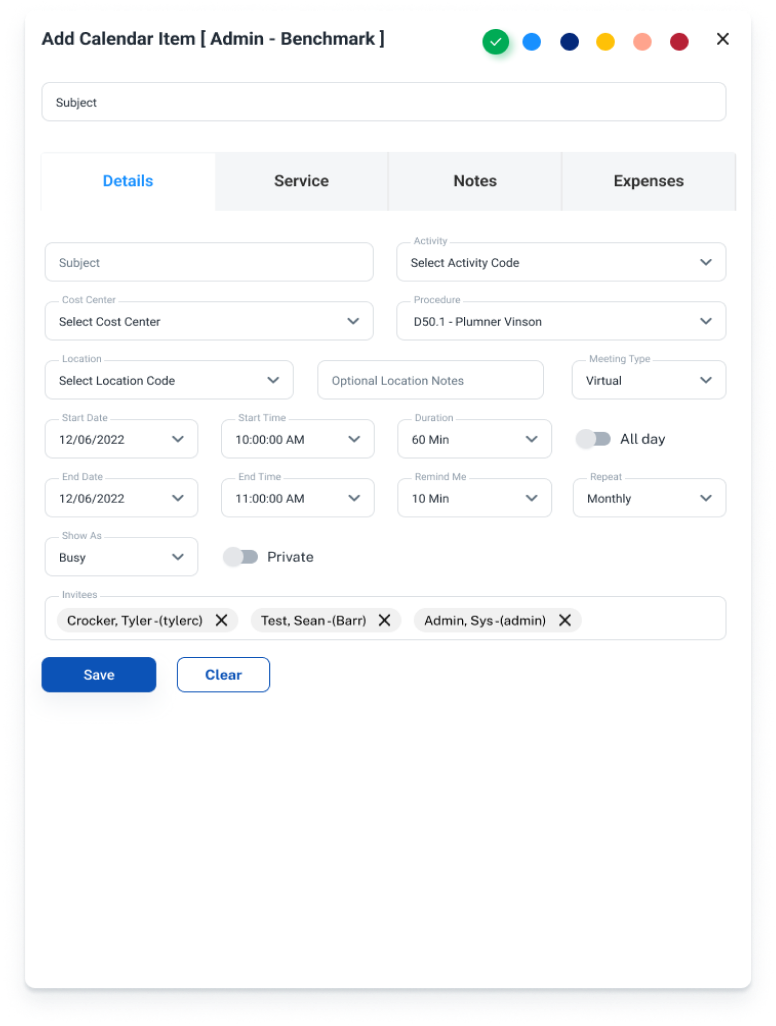 Add Calendar Item [ Admin - Benchmark ]
Subject
Details Service Notes Expenses
Activity
Subject Select Activity Code
Cost Center Procedure
Select Cost Center D50.1 - Plumner Vinson
Location Meeting Type
Select Location Code Optional Location Notes Virtual
Start Date Start Time Duration
12/06/2022 10:00:00 AM 60 Min All day
End Date End Time Remind Me Repeat
12/06/2022 11:00:00 AM 10 Min Monthly
Show As
Busy Private
Invitees
Crocker, Tyler-(tylerc) Test, Sean-(Barr) Admin, Sys-(admin)
Save Clear